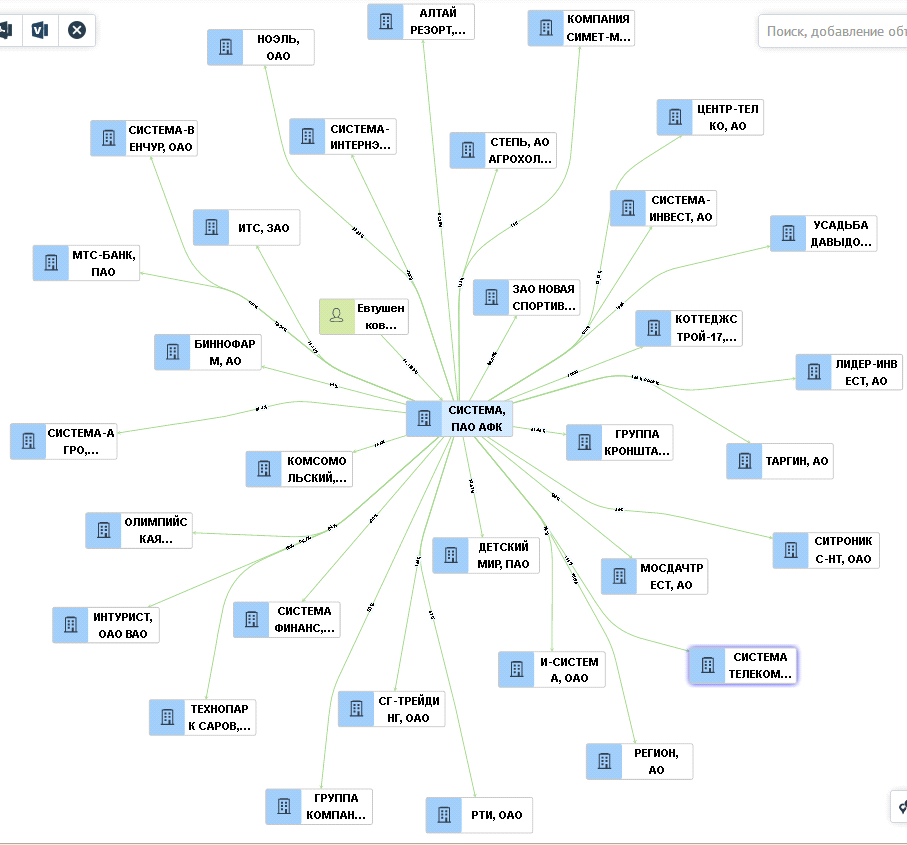 АЛТАЙ
РЕЗОРТ,...
КОМПАНИЯ
СИМЕТ-М...
Поиск, добавление объ
НОЭЛЬ,
ОАО
ЦЕНТР-ТЕЛ
КО, АО
СИСТЕМА-В
ЕНЧУР, ОАО
СИСТЕМА-
ИНТЕРНЭ...
СТЕПЬ, АО
АГРОХОЛ...
СИСТЕМА-
ИНВЕСТ, АО
ИТС, ЗАО
УСАДЬБА
ДАВЫДО...
МТС-БАНК,
ПАО
ЗАО НОВАЯ
СПОРТИВ...
Евтушен
ков...
КОТТЕДЖС
ТРОЙ-17,...
БИННОФАР
М, АО
ЛИДЕР-ИНВ
ЕСТ, АО
СИСТЕМА,
ПАО АФК
СИСТЕМА-А
ГРО,...
ГРУППА
КРОНШТА...
КОМСОМО
ЛЬСКИЙ,...
ТАРГИН, АО
ОЛИМПИЙС
КАЯ...
ДЕТСКИЙ
МИР, ПАО
СИТРОНИК
С-НТ, ОАО
МОСДАЧТР
ЕСТ, АО
ИНТУРИСТ,
ОАО ВАО
СИСТЕМА
ФИНАНС,...
И-СИСТЕМ
А, ОАО
СИСТЕМА
ТЕЛЕКОМ...
ТЕХНОПАР
К САРОВ,...
СГ-ТРЕЙДИ
НГ, ОАО
РЕГИОН,
АО
ГРУППА
КОМПАН...
РТИ, ОАО